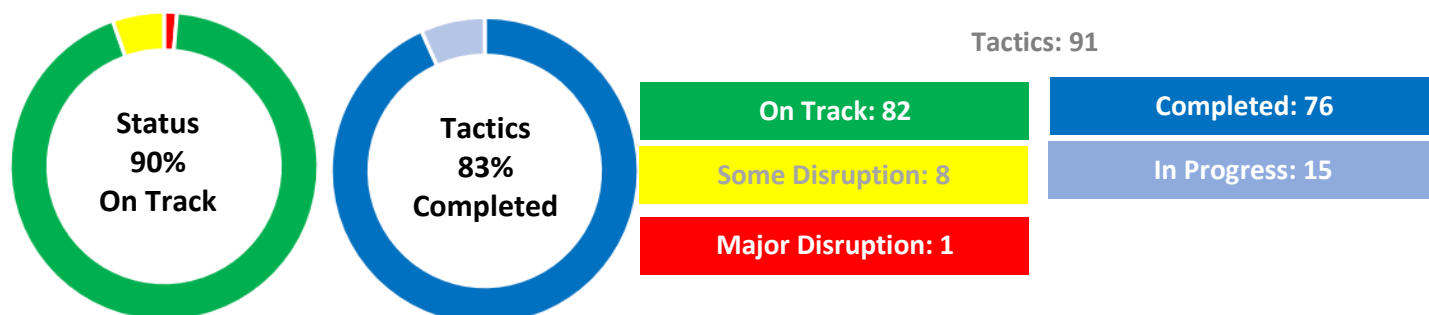 Status
90%
On Track
Tactics
83%
Completed
Tactics: 91
On Track: 82
Some Disruption: 8
Major Disruption: 1
Completed: 76
In Progress: 15